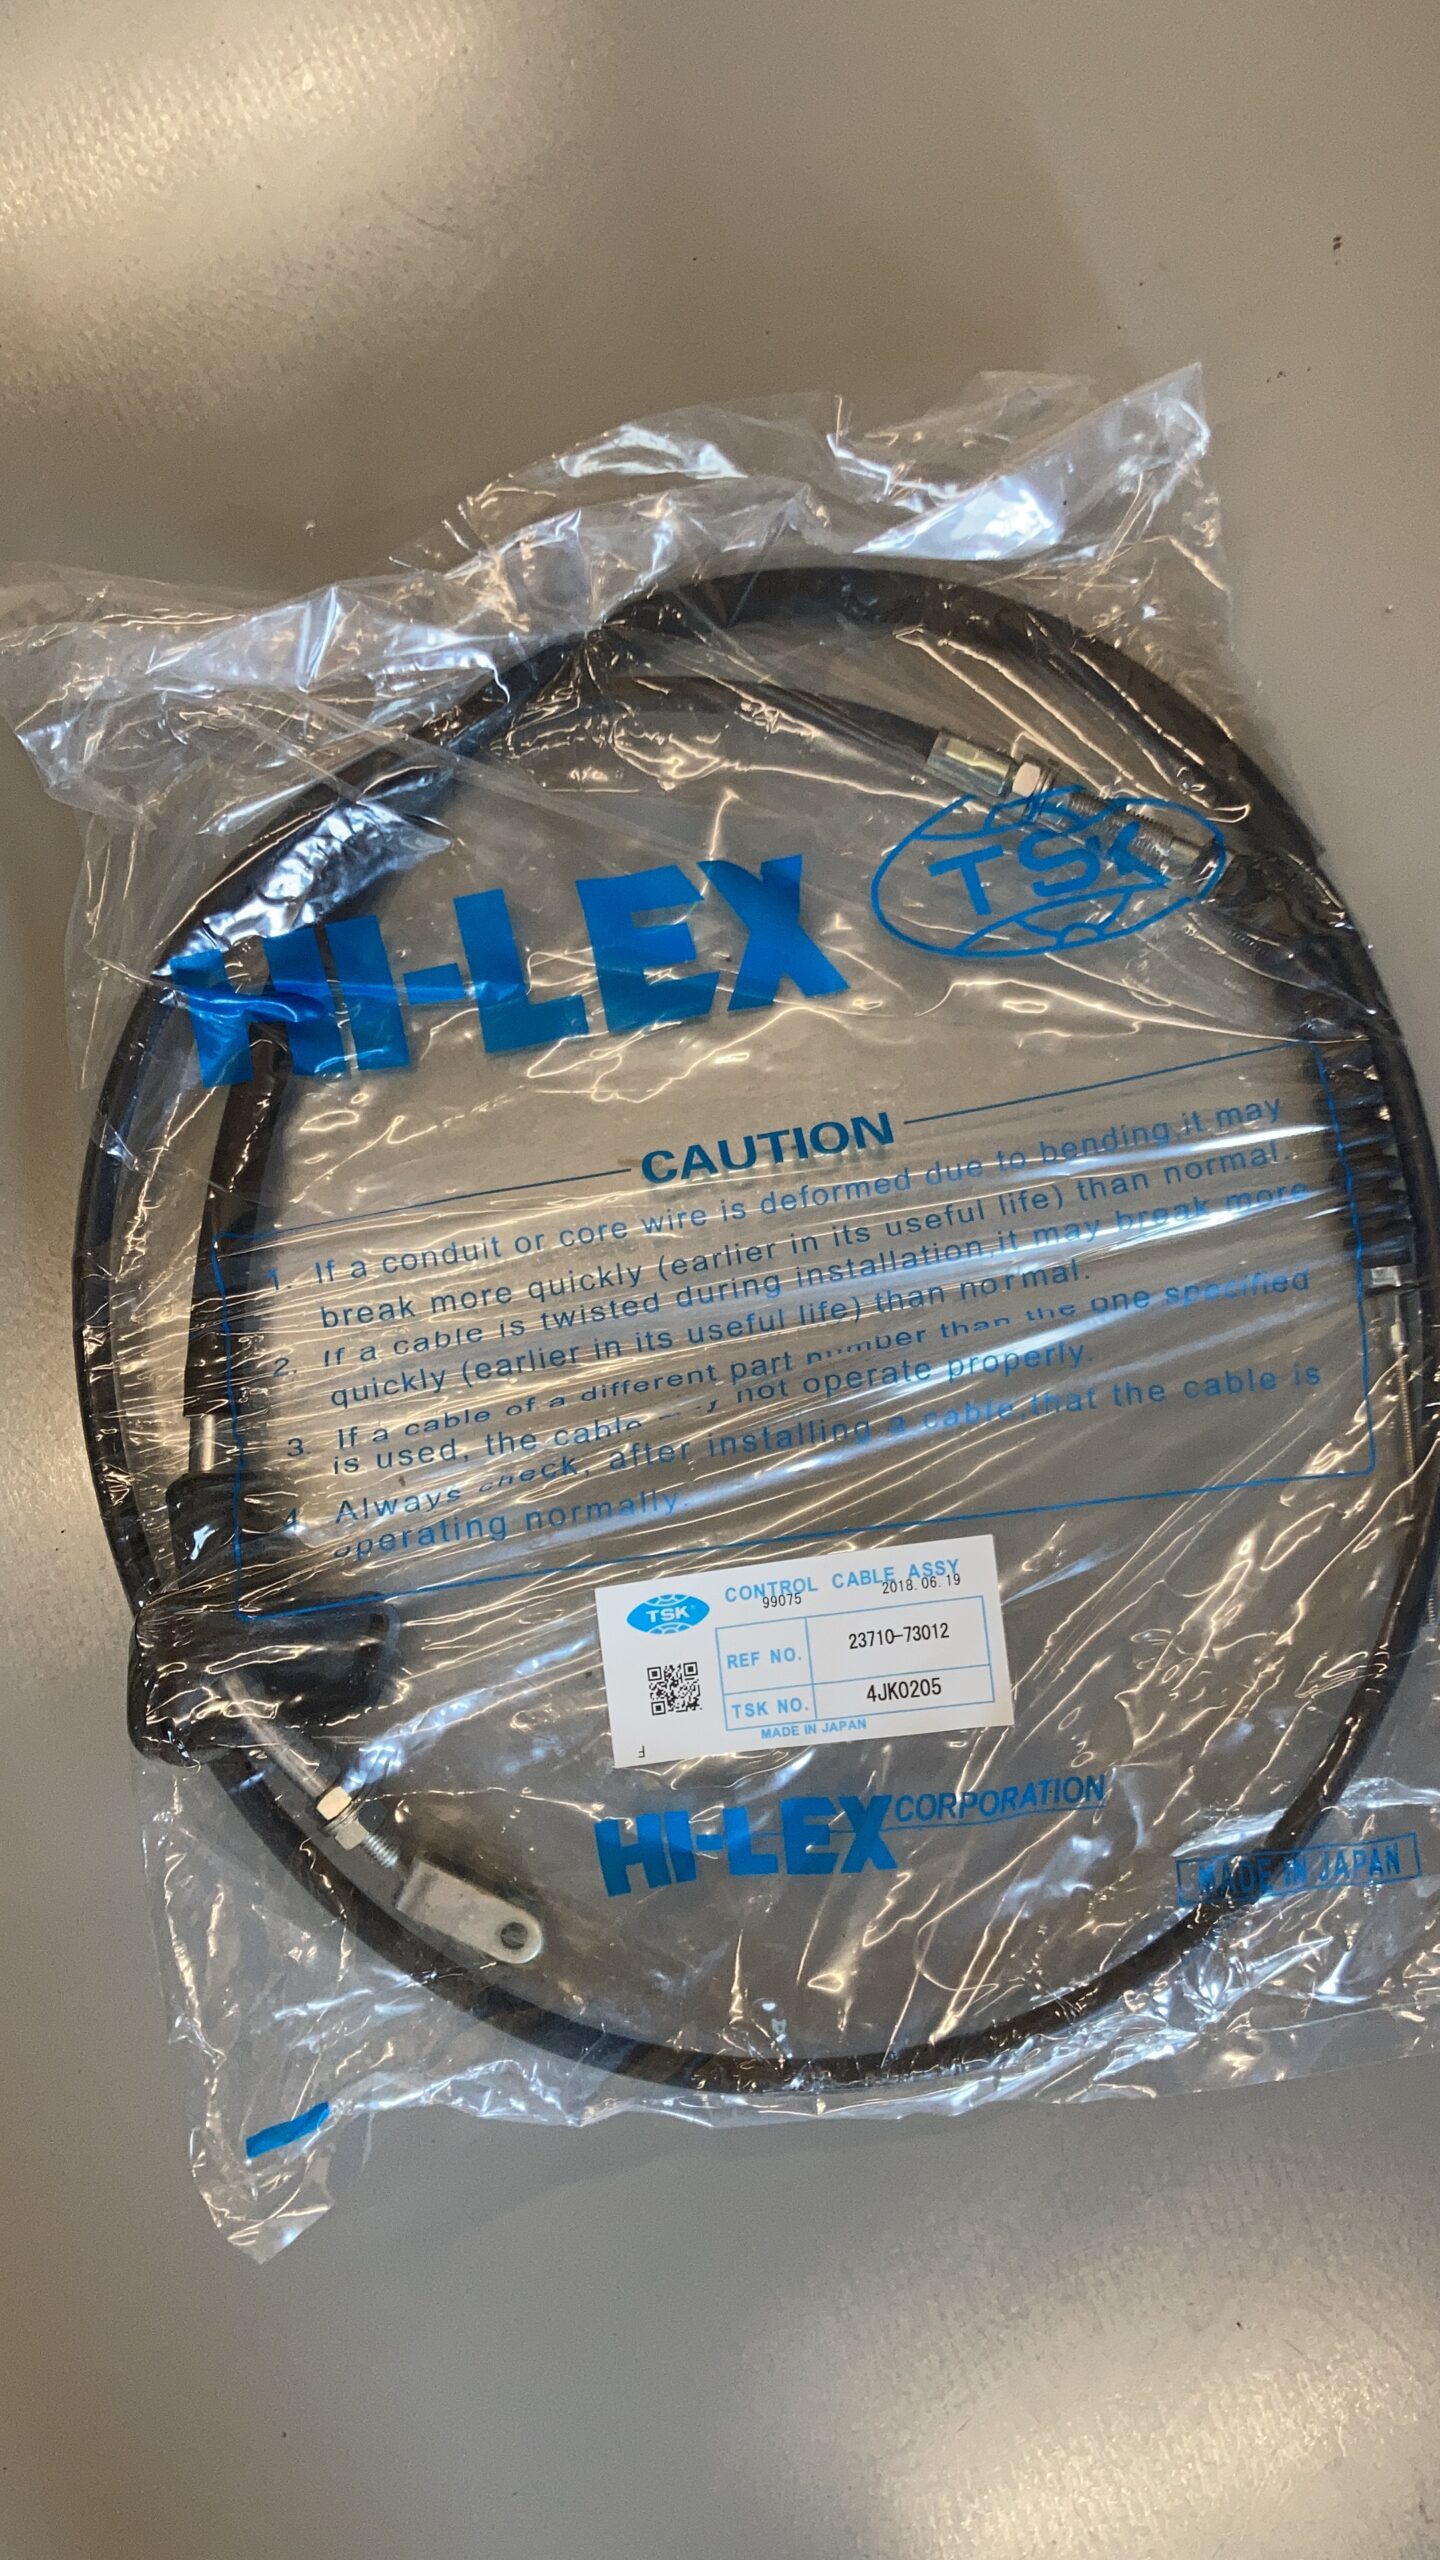 HI-LEX
TSK
CAUTION
1. If a conduit or core wire is deformed due to bending,it may
break more quickly (earlier in its useful life) than normal.
2. If a cable is twisted during installation,it may break more
quickly (earlier in its useful life) than normal.
3. If a cable of a different part number than the one specified
is used, the cable may not operate properly.
4. Always check, after installing a cable,that the cable is
operating normally.
TSK
CONTROL CABLE ASSY
99075 2018.06.19
REF NO. 23710-73012
TSK NO. 4JK0205
MADE IN JAPAN
F
HI-LEX CORPORATION
MADE IN JAPAN